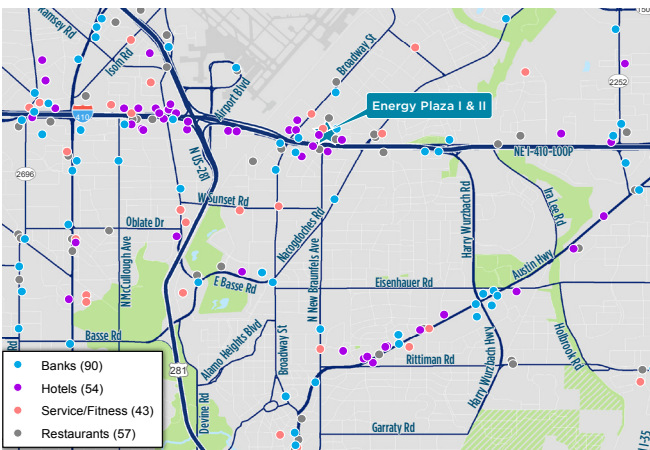 Ramsey Rd
Isom Rd
Broadway St
150
2252
Airport Blvd
410
Energy Plaza I & II
N US-281
NE I-410-LOOP
2696
W Sunset Rd
Oblate Dr
Nacogdoches Rd
Harry Wurzbach Rd
Ira Lee Rd
N McCullough Ave
N New Braunfels Ave
Austin Hwy
E Basse Rd
Eisenhauer Rd
Basse Rd
Rd
Alamo Heights Blvd
Broadway St
Rittiman Rd
Harry Wurzbach Hwy
Holbrook Rd
281
Devine Rd
Garraty Rd
I-35
Banks (90)
Hotels (54)
Service/Fitness (43)
Restaurants (57)